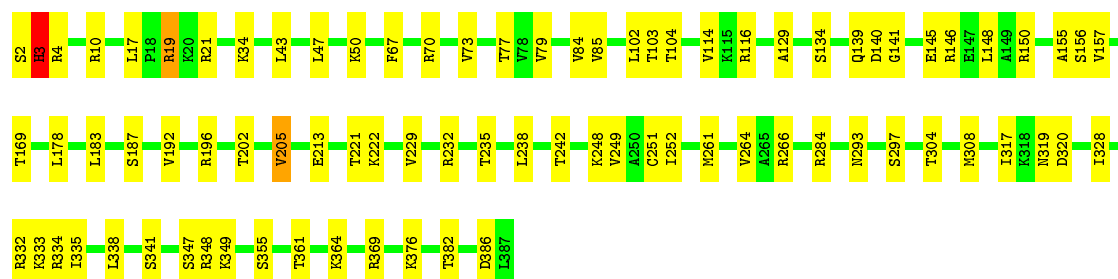 S2 H3 R4 R10 L17 P18 R19 K20 R21 K34 L43 L47 K50 F67 R70 V73 T77 V78 V79 V84 V85 L102 T103 T104 V114 K115 R116 A129 S134 Q139 D140 G141 E145 R146 E147 L148 A149 R150 A155 S156 V157
T169 L178 L183 S187 V192 R196 T202 V205 E213 T221 K222 V229 R232 T235 L238 T242 K248 V249 A250 C251 I252 M261 V264 A265 R266 R284 N293 S297 T304 M308 I317 K318 N319 D320 I328
R332 K333 R334 I335 L338 S341 S347 R348 K349 S355 T361 K364 R369 K376 T382 D386 L387